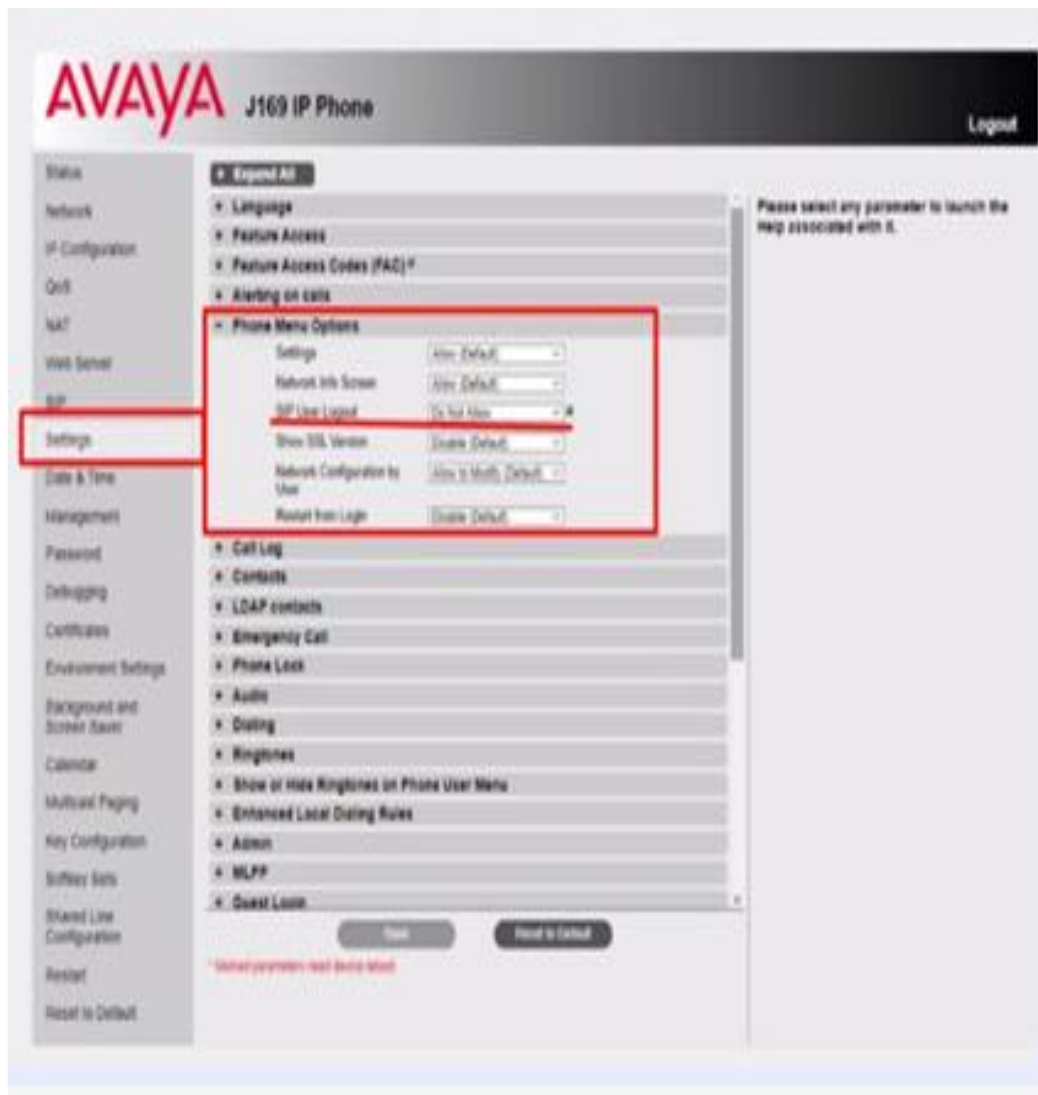 AVAYA J169 IP Phone
Logout
Status
Network
IP Configuration
QoS
NAT
Web Server
SIP
Settings
Date & Time
Management
Password
Debugging
Certificates
Environment Settings
Background and
Screen Saver
Calendar
Multicast Paging
Key Configuration
Softkey Sets
Shared Line
Configuration
Restart
Reset to Default
+ Expand All
+ Language
+ Feature Access
+ Feature Access Codes (FAC) *
+ Alerting on calls
- Phone Menu Options
Settings Allow (Default)
Network Info Screen Allow (Default)
SIP User Logout Do Not Allow *
Show SSL Version Disable (Default)
Network Configuration by Allow to Modify (Default)
User
Restart from Login Disable (Default)
+ Call Log
+ Contacts
+ LDAP contacts
+ Emergency Call
+ Phone Lock
+ Audio
+ Dialing
+ Ringtones
+ Show or Hide Ringtones on Phone User Menu
+ Enhanced Local Dialing Rules
+ Admin
+ MLPP
+ Guest Login
Save Reset to Default
* Marked parameters need device reboot
Please select any parameter to launch the
Help associated with it.